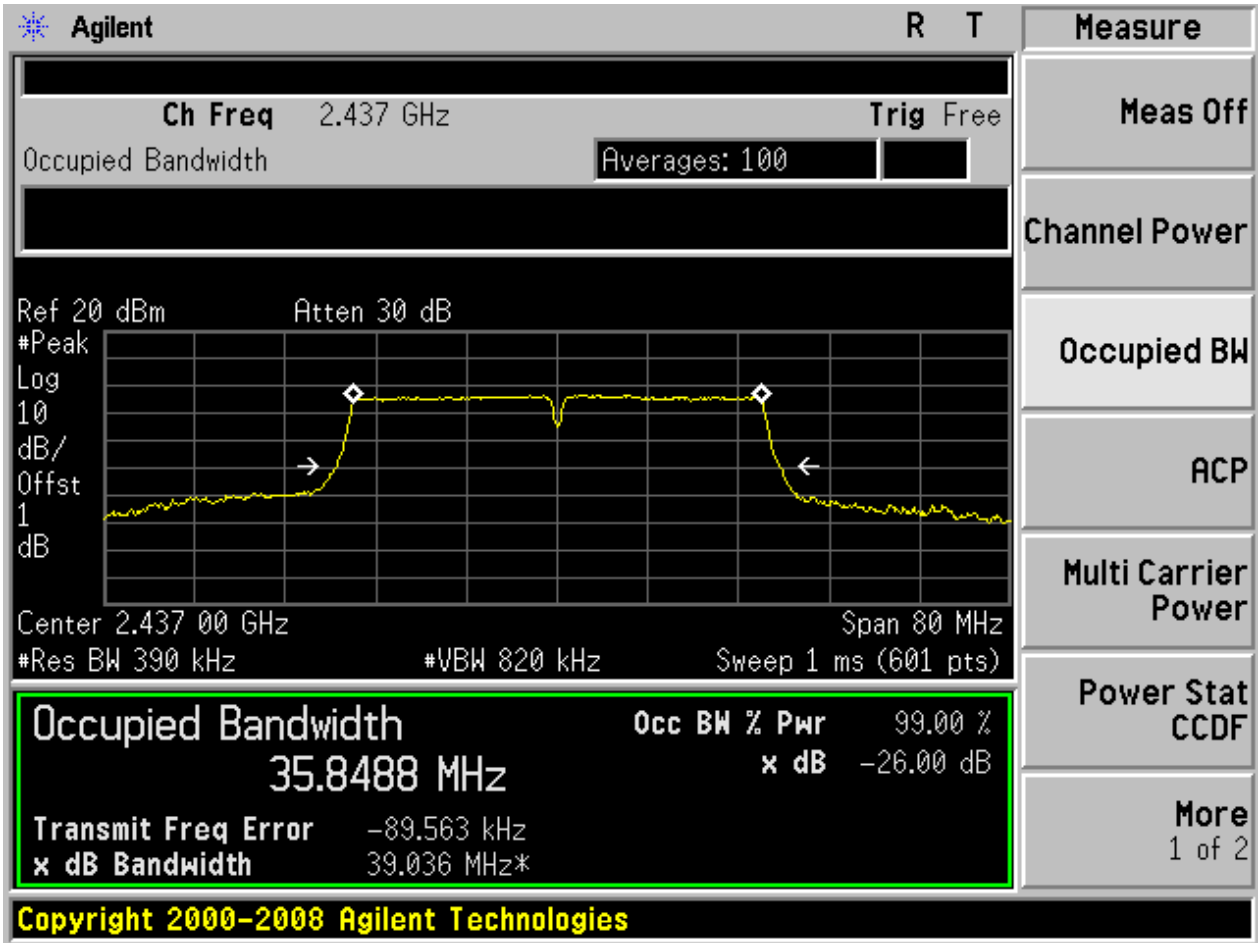 Agilent R T
Measure
Ch Freq 2.437 GHz Trig Free
Occupied Bandwidth Averages: 100
Ref 20 dBm Atten 30 dB
#Peak
Log
10
dB/
Offst
1
dB
Center 2.437 00 GHz Span 80 MHz
#Res BW 390 kHz #VBW 820 kHz Sweep 1 ms (601 pts)
Occupied Bandwidth
35.8488 MHz
Occ BW % Pwr 99.00 %
x dB -26.00 dB
Transmit Freq Error -89.563 kHz
x dB Bandwidth 39.036 MHz*
Meas Off
Channel Power
Occupied BW
ACP
Multi Carrier
Power
Power Stat
CCDF
More
1 of 2
Copyright 2000-2008 Agilent Technologies